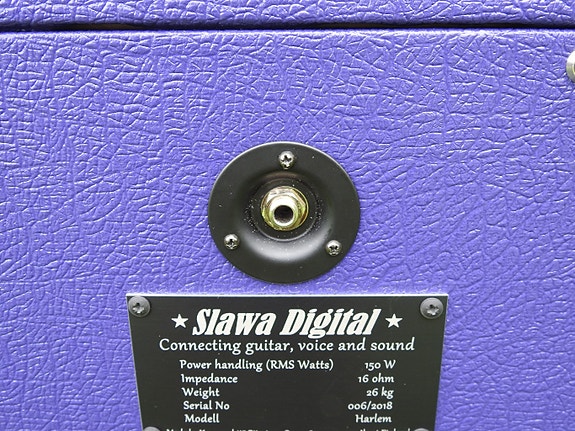 ★ Slawa Digital ★
Connecting guitar, voice and sound
Power handling (RMS Watts) 150 W
Impedance 16 ohm
Weight 26 kg
Serial No 006/2018
Modell Harlem